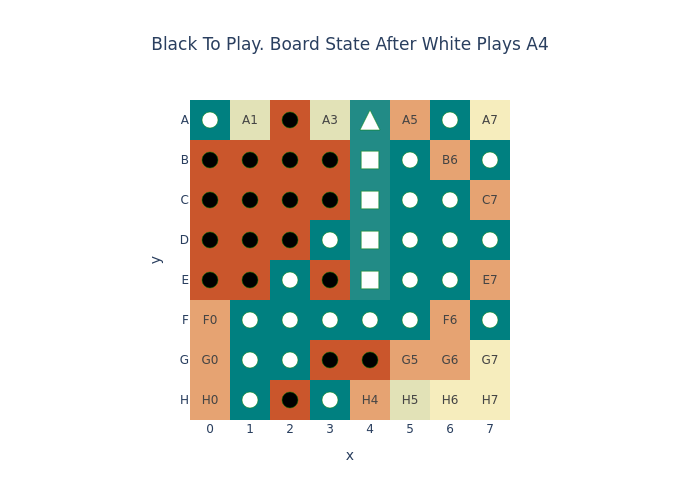 Black To Play. Board State After White Plays A4
A A1 A3 A5 A7
B B6
C C7
D
E E7
F F0 F6
G G0 G5 G6 G7
H H0 H4 H5 H6 H7
0 1 2 3 4 5 6 7
x
y